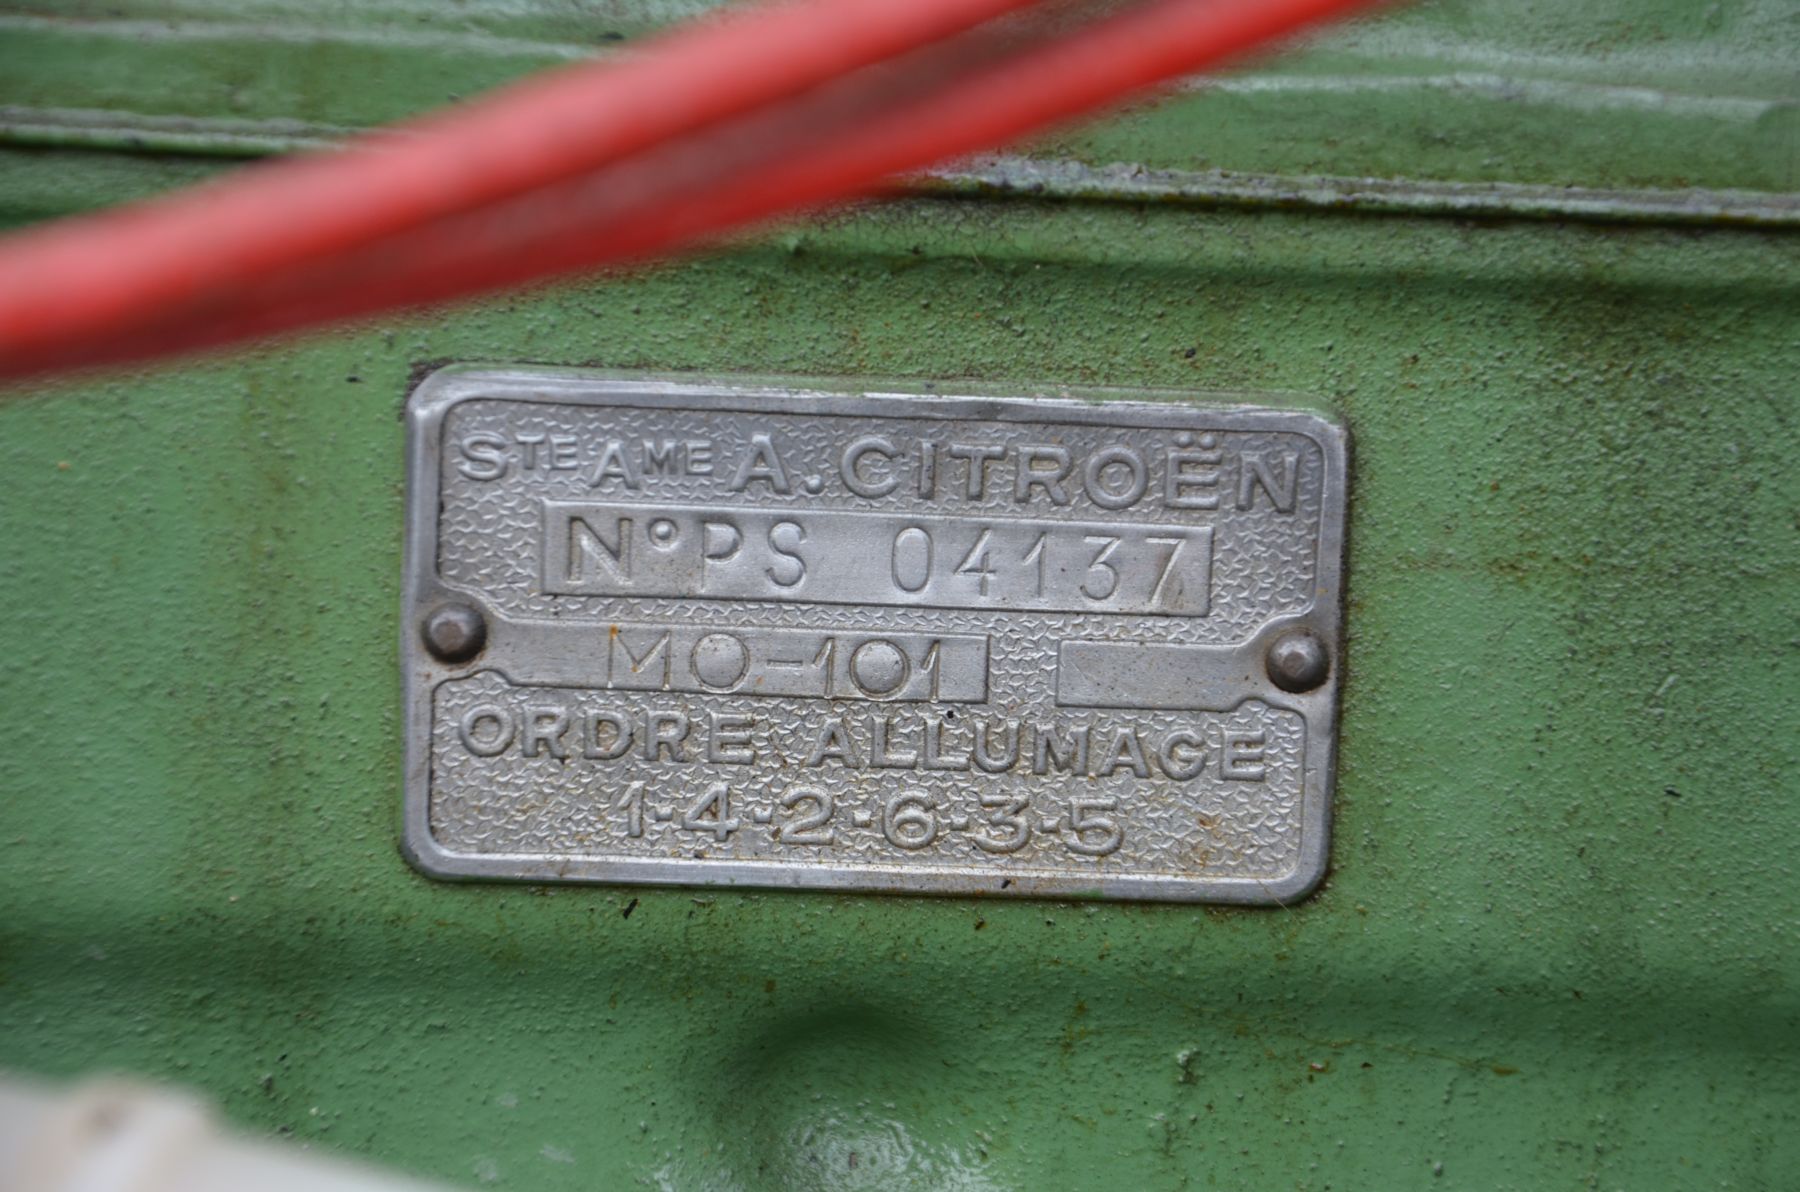 STE AME A. CITROËN
N° PS 04137
MO-101
ORDRE ALLUMAGE
1·4·2·6·3·5